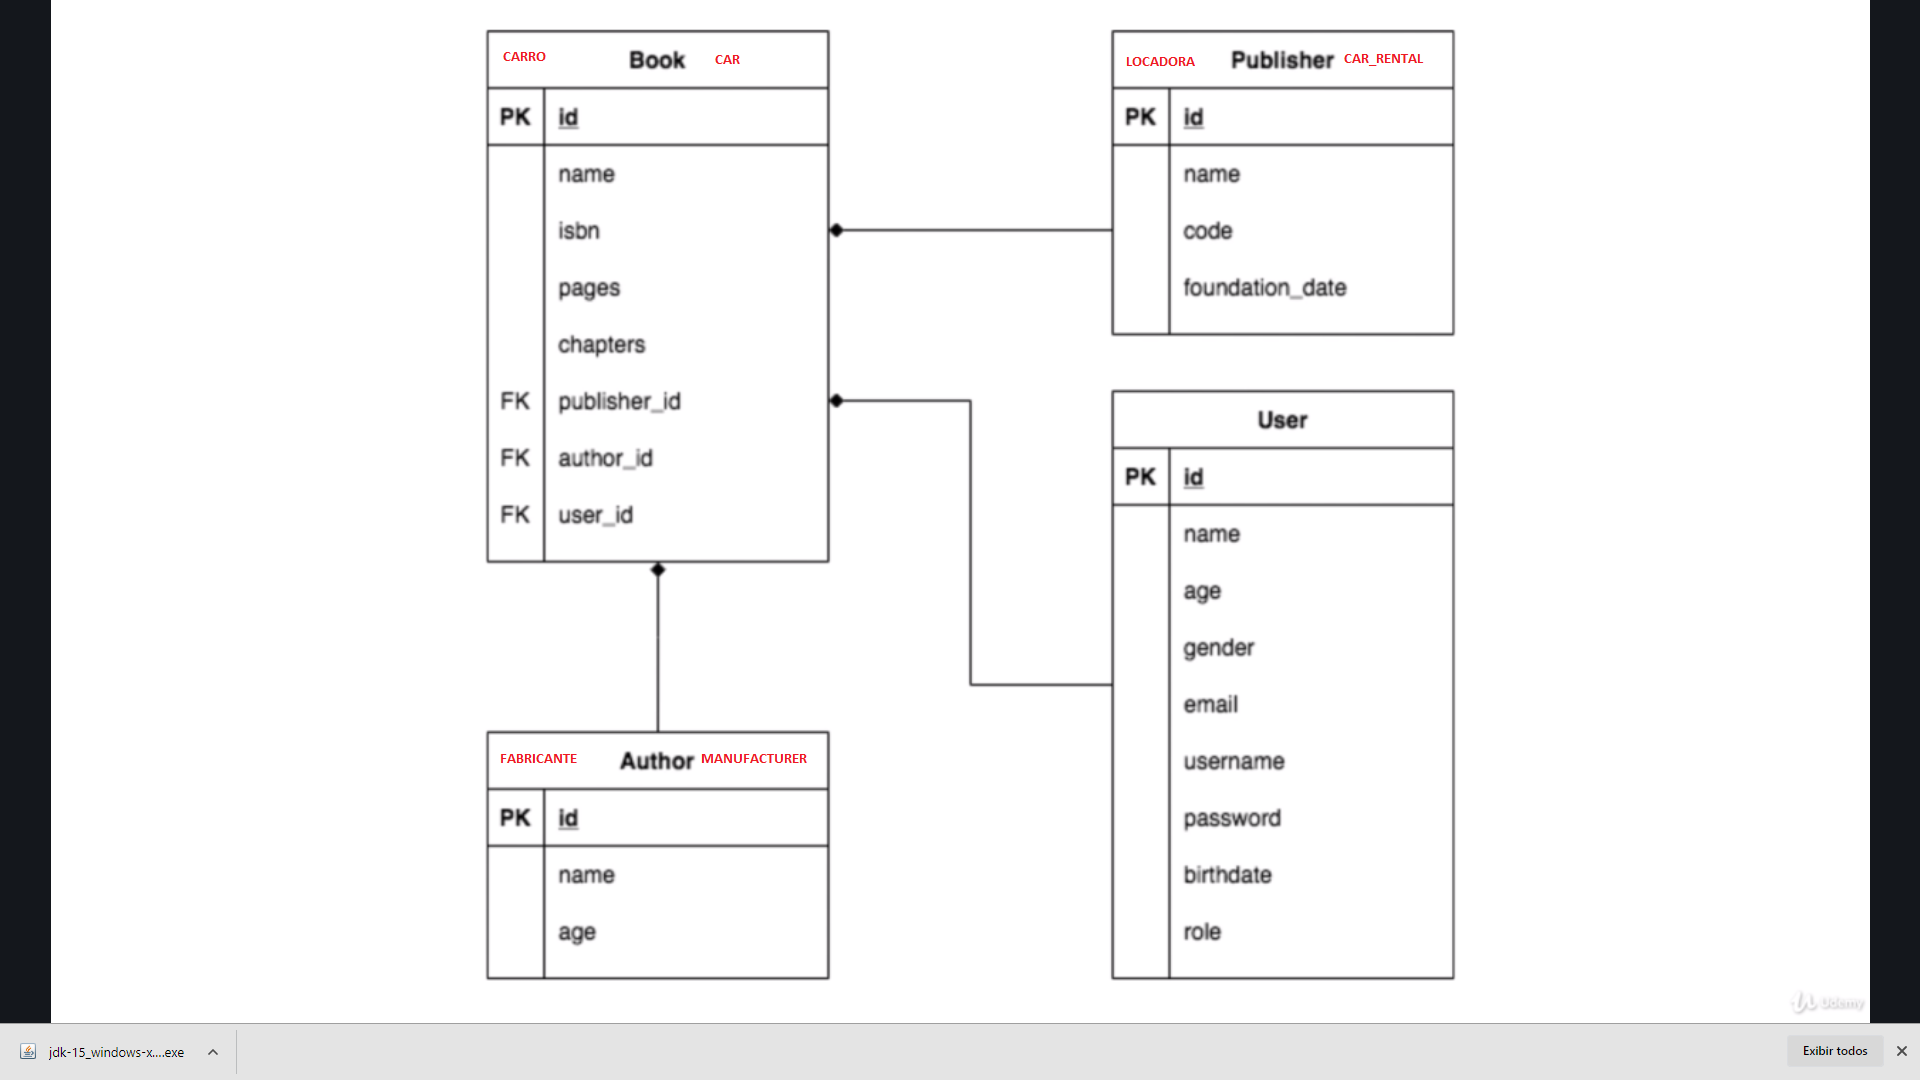 CARRO Book CAR
PK id
name
isbn
pages
chapters
FK publisher_id
FK author_id
FK user_id
LOCADORA Publisher CAR_RENTAL
PK id
name
code
foundation_date
User
PK id
name
age
gender
email
username
password
birthdate
role
FABRICANTE Author MANUFACTURER
PK id
name
age
Udemy
jdk-15_windows-x....exe
Exibir todos